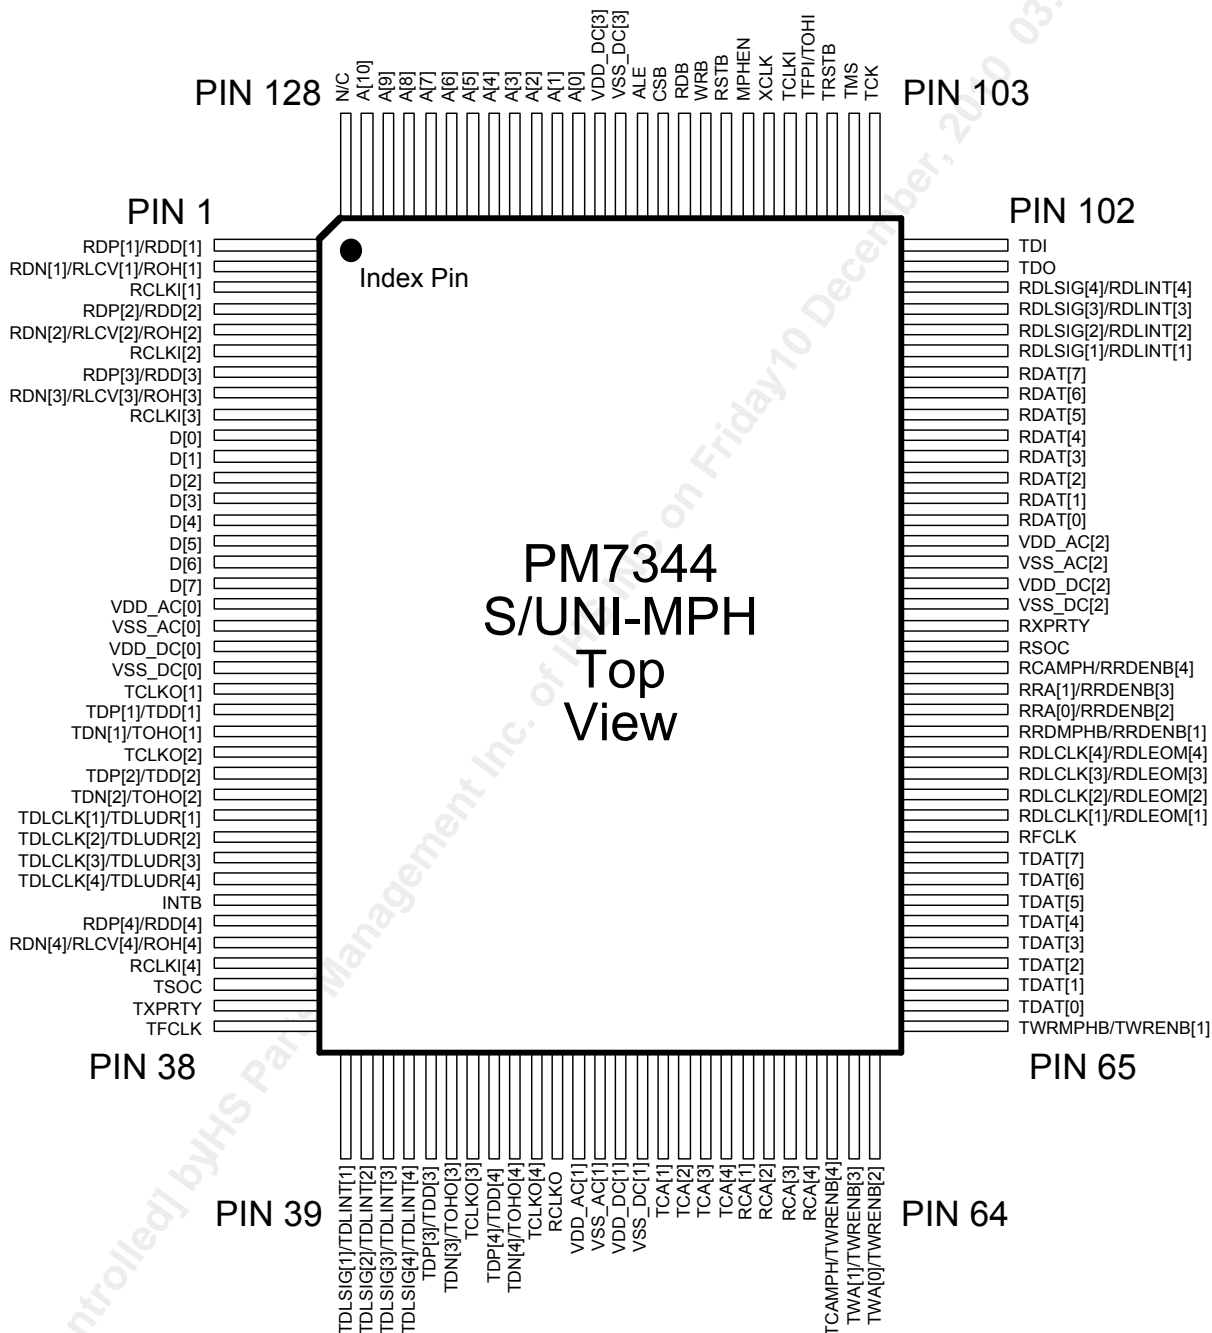 PIN 128
N/C
A[10]
A[9]
A[8]
A[7]
A[6]
A[5]
A[4]
A[3]
A[2]
A[1]
A[0]
VDD_DC[3]
VSS_DC[3]
ALE
CSB
RDB
WRB
RSTB
MPHEN
XCLK
TCLKI
TFPI/TOHI
TRSTB
TMS
TCK
PIN 103
PIN 1
RDP[1]/RDD[1]
RDN[1]/RLCV[1]/ROH[1]
RCLKI[1]
RDP[2]/RDD[2]
RDN[2]/RLCV[2]/ROH[2]
RCLKI[2]
RDP[3]/RDD[3]
RDN[3]/RLCV[3]/ROH[3]
RCLKI[3]
D[0]
D[1]
D[2]
D[3]
D[4]
D[5]
D[6]
D[7]
VDD_AC[0]
VSS_AC[0]
VDD_DC[0]
VSS_DC[0]
TCLKO[1]
TDP[1]/TDD[1]
TDN[1]/TOHO[1]
TCLKO[2]
TDP[2]/TDD[2]
TDN[2]/TOHO[2]
TDLCLK[1]/TDLUDR[1]
TDLCLK[2]/TDLUDR[2]
TDLCLK[3]/TDLUDR[3]
TDLCLK[4]/TDLUDR[4]
INTB
RDP[4]/RDD[4]
RDN[4]/RLCV[4]/ROH[4]
RCLKI[4]
TSOC
TXPRTY
TFCLK
PIN 38
Index Pin
PM7344
S/UNI-MPH
Top
View
PIN 102
TDI
TDO
RDLSIG[4]/RDLINT[4]
RDLSIG[3]/RDLINT[3]
RDLSIG[2]/RDLINT[2]
RDLSIG[1]/RDLINT[1]
RDAT[7]
RDAT[6]
RDAT[5]
RDAT[4]
RDAT[3]
RDAT[2]
RDAT[1]
RDAT[0]
VDD_AC[2]
VSS_AC[2]
VDD_DC[2]
VSS_DC[2]
RXPRTY
RSOC
RCAMPH/RRDENB[4]
RRA[1]/RRDENB[3]
RRA[0]/RRDENB[2]
RRDMPHB/RRDENB[1]
RDLCLK[4]/RDLEOM[4]
RDLCLK[3]/RDLEOM[3]
RDLCLK[2]/RDLEOM[2]
RDLCLK[1]/RDLEOM[1]
RFCLK
TDAT[7]
TDAT[6]
TDAT[5]
TDAT[4]
TDAT[3]
TDAT[2]
TDAT[1]
TDAT[0]
TWRMPHB/TWRENB[1]
PIN 65
PIN 39
TDLSIG[1]/TDLINT[1]
TDLSIG[2]/TDLINT[2]
TDLSIG[3]/TDLINT[3]
TDLSIG[4]/TDLINT[4]
TDP[3]/TDD[3]
TDN[3]/TOHO[3]
TCLKO[3]
TDP[4]/TDD[4]
TDN[4]/TOHO[4]
TCLKO[4]
RCLKO
VDD_AC[1]
VSS_AC[1]
VDD_DC[1]
VSS_DC[1]
TCA[1]
TCA[2]
TCA[3]
TCA[4]
RCA[1]
RCA[2]
RCA[3]
RCA[4]
TCAMPH/TWRENB[4]
TWA[1]/TWRENB[3]
TWA[0]/TWRENB[2]
PIN 64
ntrolled] by IHS Parts Management Inc. of IHS INC on Friday 10 December, 2010 03.